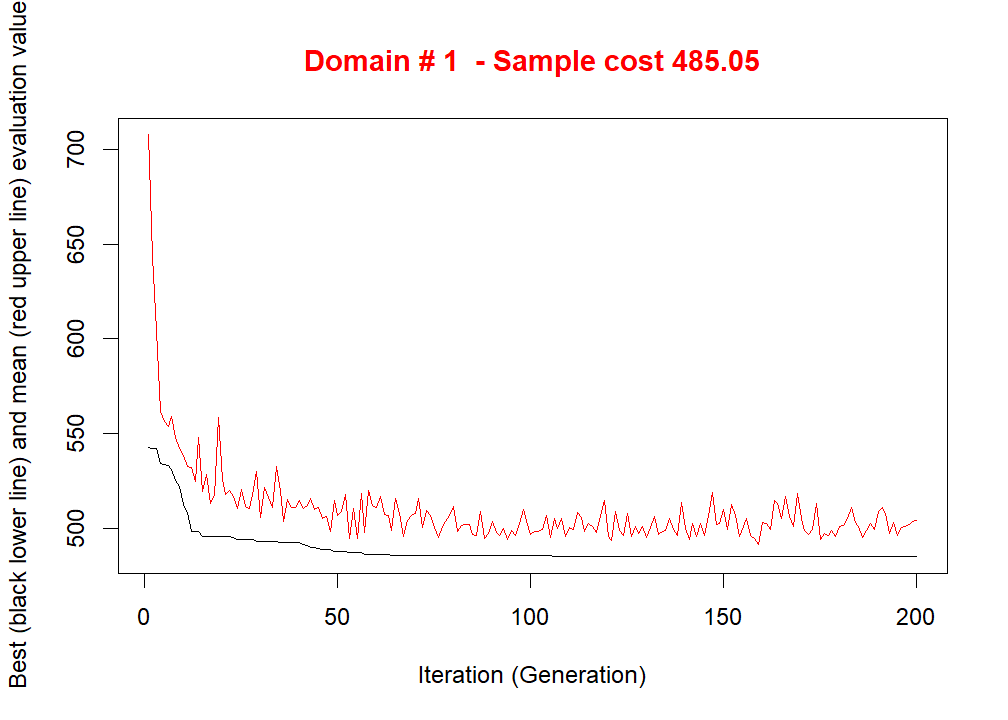 Domain # 1  - Sample cost 485.05
Best (black lower line) and mean (red upper line) evaluation value
700
650
600
550
500
0 50 100 150 200
Iteration (Generation)